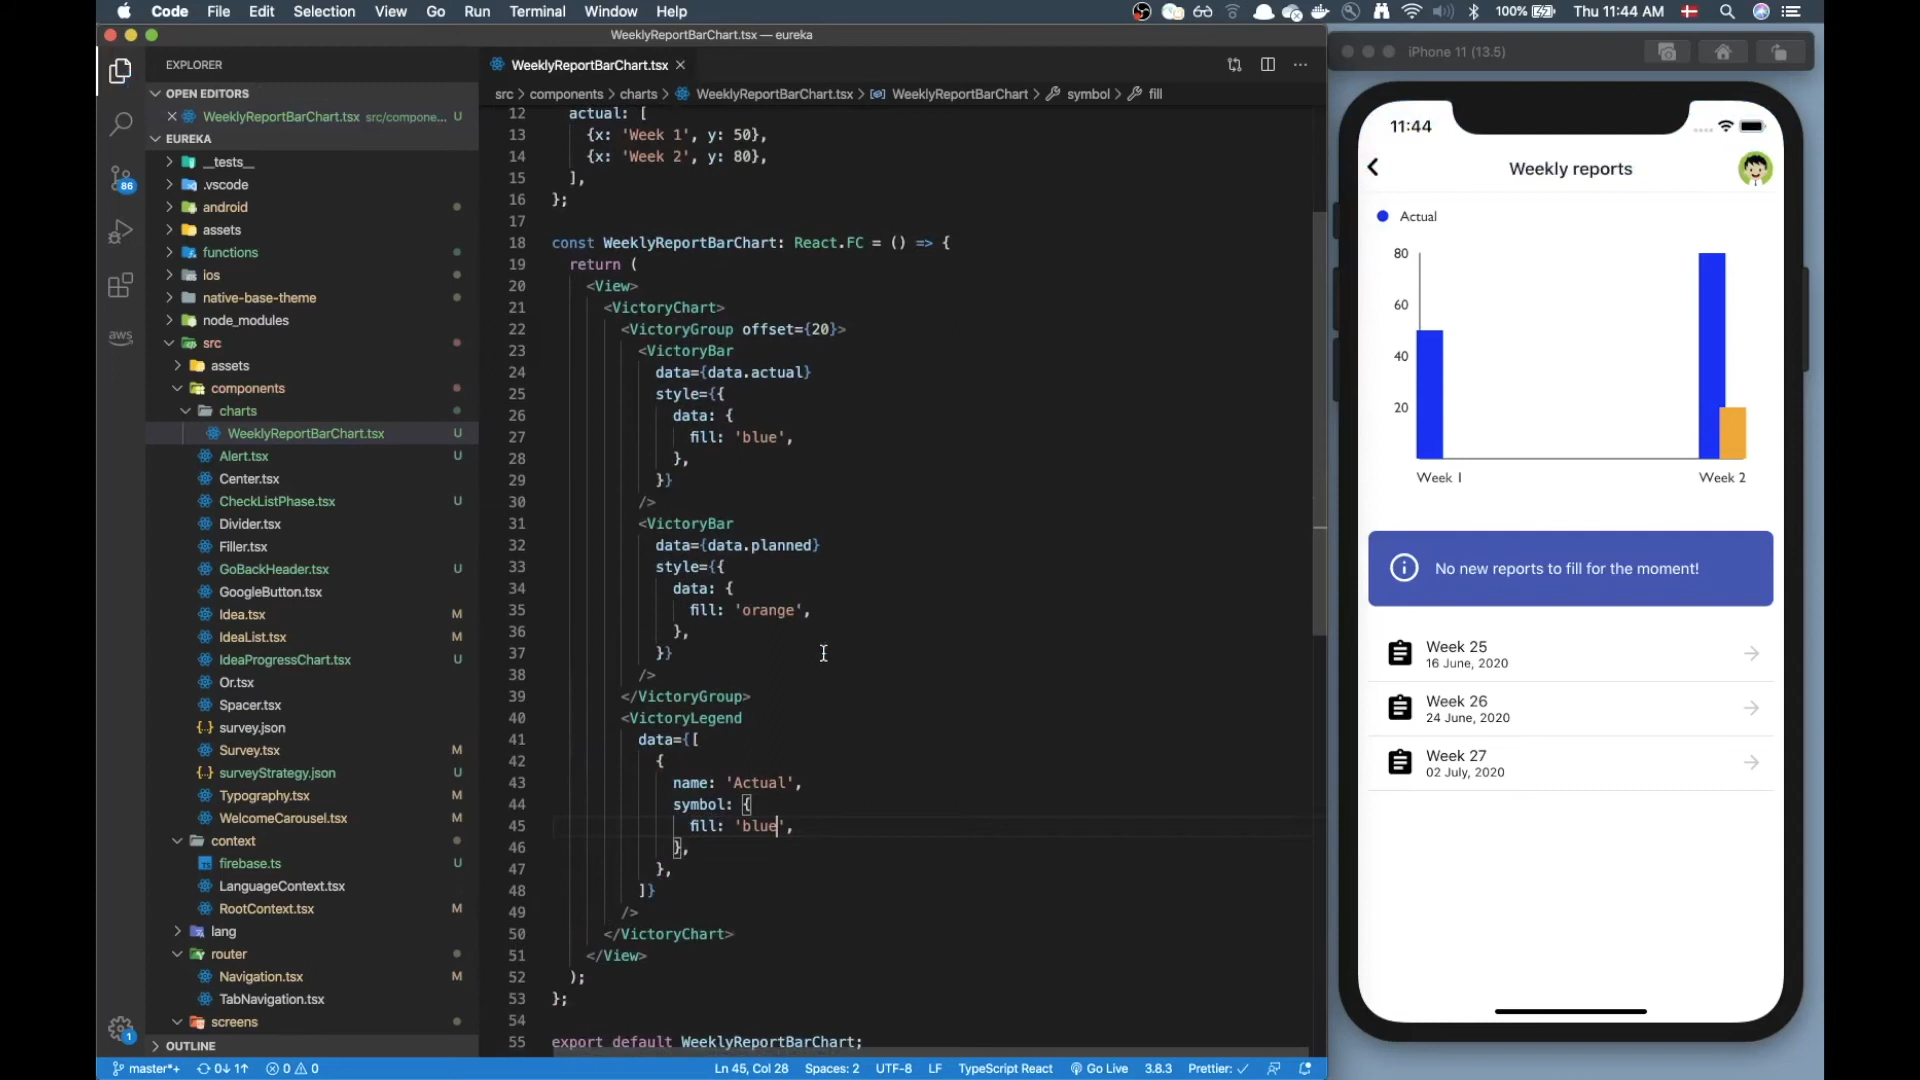 Code File Edit Selection View Go Run Terminal Window Help 100% Thu 11:44 AM
WeeklyReportBarChart.tsx — eureka
EXPLORER
OPEN EDITORS
WeeklyReportBarChart.tsx src/compone... U
EUREKA
__tests__
.vscode
android
assets
functions
ios
native-base-theme
node_modules
src
assets
components
charts
WeeklyReportBarChart.tsx U
Alert.tsx U
Center.tsx
CheckListPhase.tsx U
Divider.tsx
Filler.tsx
GoBackHeader.tsx U
GoogleButton.tsx
Idea.tsx M
IdeaList.tsx M
IdeaProgressChart.tsx U
Or.tsx
Spacer.tsx
{..} survey.json
Survey.tsx M
{..} surveyStrategy.json U
Typography.tsx M
WelcomeCarousel.tsx M
context
firebase.ts U
LanguageContext.tsx
RootContext.tsx M
lang
router
Navigation.tsx M
TabNavigation.tsx
screens
OUTLINE
86
aws
1
WeeklyReportBarChart.tsx
src > components > charts > WeeklyReportBarChart.tsx > WeeklyReportBarChart > symbol > fill
12 actual: [
13 {x: 'Week 1', y: 50},
14 {x: 'Week 2', y: 80},
15 ],
16 };
17
18 const WeeklyReportBarChart: React.FC = () => {
19 return (
20 <View>
21 <VictoryChart>
22 <VictoryGroup offset={20}>
23 <VictoryBar
24 data={data.actual}
25 style={{
26 data: {
27 fill: 'blue',
28 },
29 }}
30 />
31 <VictoryBar
32 data={data.planned}
33 style={{
34 data: {
35 fill: 'orange',
36 },
37 }}
38 />
39 </VictoryGroup>
40 <VictoryLegend
41 data={[
42 {
43 name: 'Actual',
44 symbol: {
45 fill: 'blue',
46 },
47 },
48 ]}
49 />
50 </VictoryChart>
51 </View>
52 );
53 };
54
55 export default WeeklyReportBarChart;
master*+ 0↓ 1↑ 0 0 Ln 45, Col 28 Spaces: 2 UTF-8 LF TypeScript React Go Live 3.8.3 Prettier: ✓
iPhone 11 (13.5)
11:44
Weekly reports
Actual
80
60
40
20
Week 1 Week 2
No new reports to fill for the moment!
Week 25
16 June, 2020
Week 26
24 June, 2020
Week 27
02 July, 2020